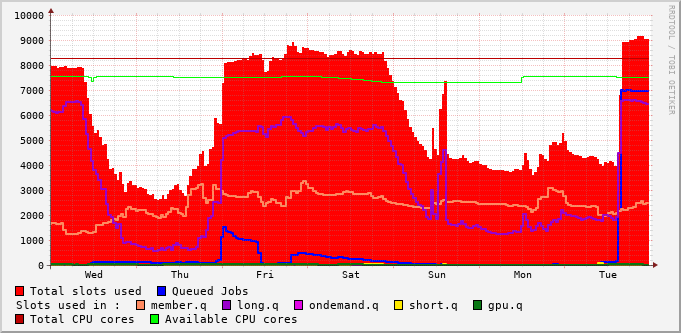 10000
9000
8000
7000
6000
5000
4000
3000
2000
1000
0
Wed Thu Fri Sat Sun Mon Tue
RRDTOOL / TOBI OETIKER
Total slots used Queued Jobs
Slots used in : member.q long.q ondemand.q short.q gpu.q
Total CPU cores Available CPU cores